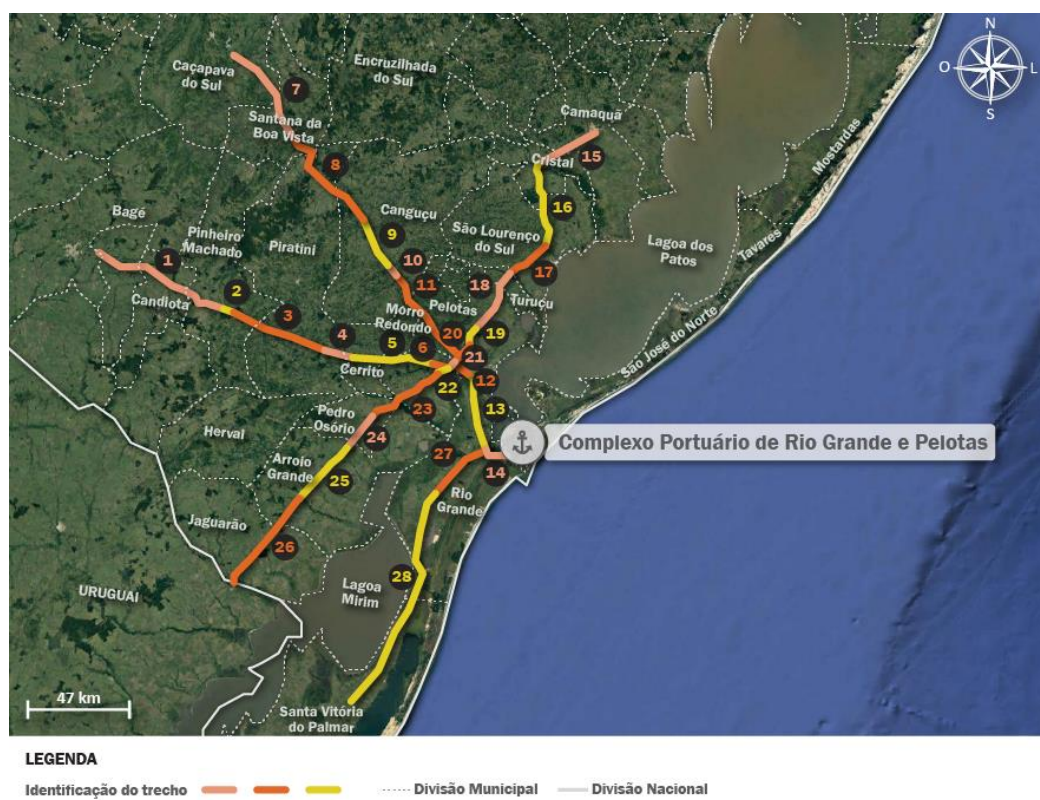 N
O
L
S
Caçapava
do Sul
7
Encruzilhada
do Sul
Santana da
Boa Vista
Camaquã
Cristal
15
8
16
Mostardas
Bagé
Pinheiro
Machado
Piratini
Canguçu
9
São Lourenço
do Sul
Lagoa dos
Patos
Tavares
1
Candiota
2
10
11
17
18
Turuçu
3
Morro
Redondo
Pelotas
São José do Norte
4
5
6
20
19
21
Cerrito
22
12
23
13
Pedro
Osório
24
Herval
Complexo Portuário de Rio Grande e Pelotas
27
14
Arroio
Grande
25
Rio
Grande
Jaguarão
26
URUGUAI
Lagoa
Mirim
28
47 km
Santa Vitória
do Palmar
LEGENDA
Identificação do trecho
Divisão Municipal
Divisão Nacional